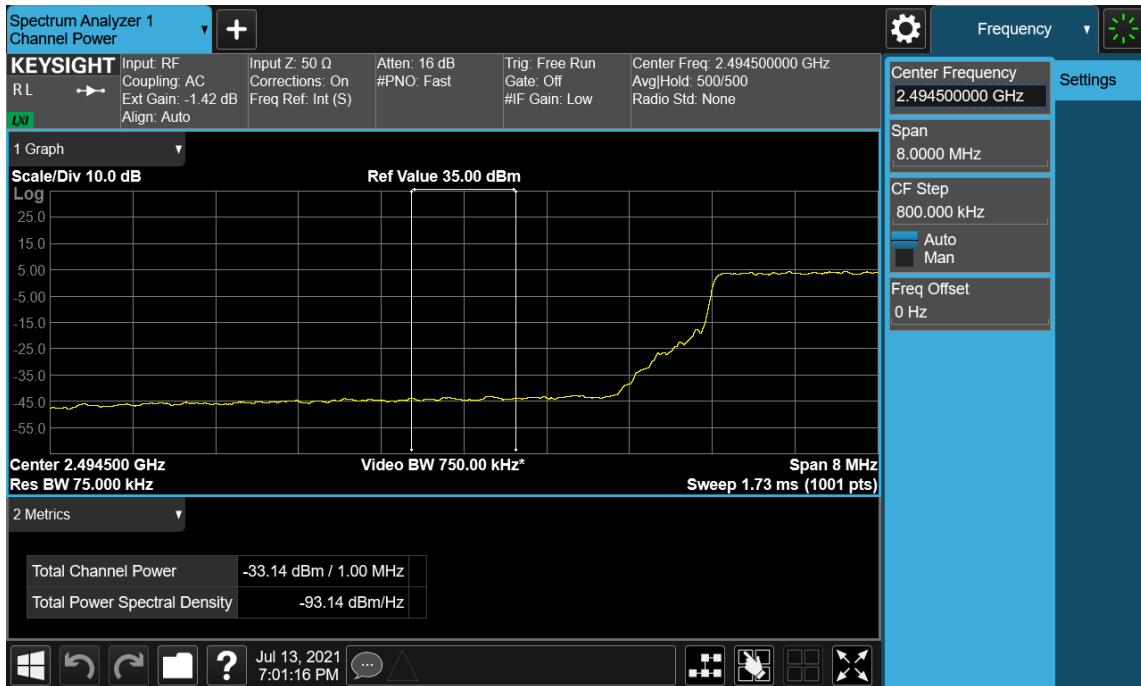 Spectrum Analyzer 1
Channel Power
+
Frequency
KEYSIGHT
RL
LXI
Input: RF
Coupling: AC
Ext Gain: -1.42 dB
Align: Auto
Input Z: 50 Ω
Corrections: On
Freq Ref: Int (S)
Atten: 16 dB
#PNO: Fast
Trig: Free Run
Gate: Off
#IF Gain: Low
Center Freq: 2.494500000 GHz
Avg|Hold: 500/500
Radio Std: None
Center Frequency
2.494500000 GHz
Settings
Span
8.0000 MHz
CF Step
800.000 kHz
Auto
Man
Freq Offset
0 Hz
1 Graph
Scale/Div 10.0 dB
Ref Value 35.00 dBm
Log
25.0
15.0
5.00
-5.00
-15.0
-25.0
-35.0
-45.0
-55.0
Center 2.494500 GHz
Video BW 750.00 kHz*
Span 8 MHz
Res BW 75.000 kHz
Sweep 1.73 ms (1001 pts)
2 Metrics
Total Channel Power -33.14 dBm / 1.00 MHz
Total Power Spectral Density -93.14 dBm/Hz
?
Jul 13, 2021
7:01:16 PM